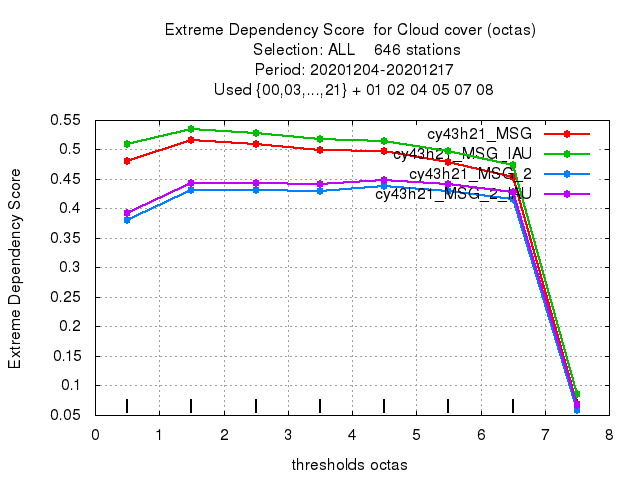 Extreme Dependency Score  for Cloud cover (octas)
Selection: ALL    646 stations
Period: 20201204-20201217
Used {00,03,...,21} + 01 02 04 05 07 08
cy43h21_MSG
cy43h21_MSG_IAU
cy43h21_MSG_2
cy43h21_MSG_2_IAU
Extreme Dependency Score
0.55
0.5
0.45
0.4
0.35
0.3
0.25
0.2
0.15
0.1
0.05
0 1 2 3 4 5 6 7 8
thresholds octas